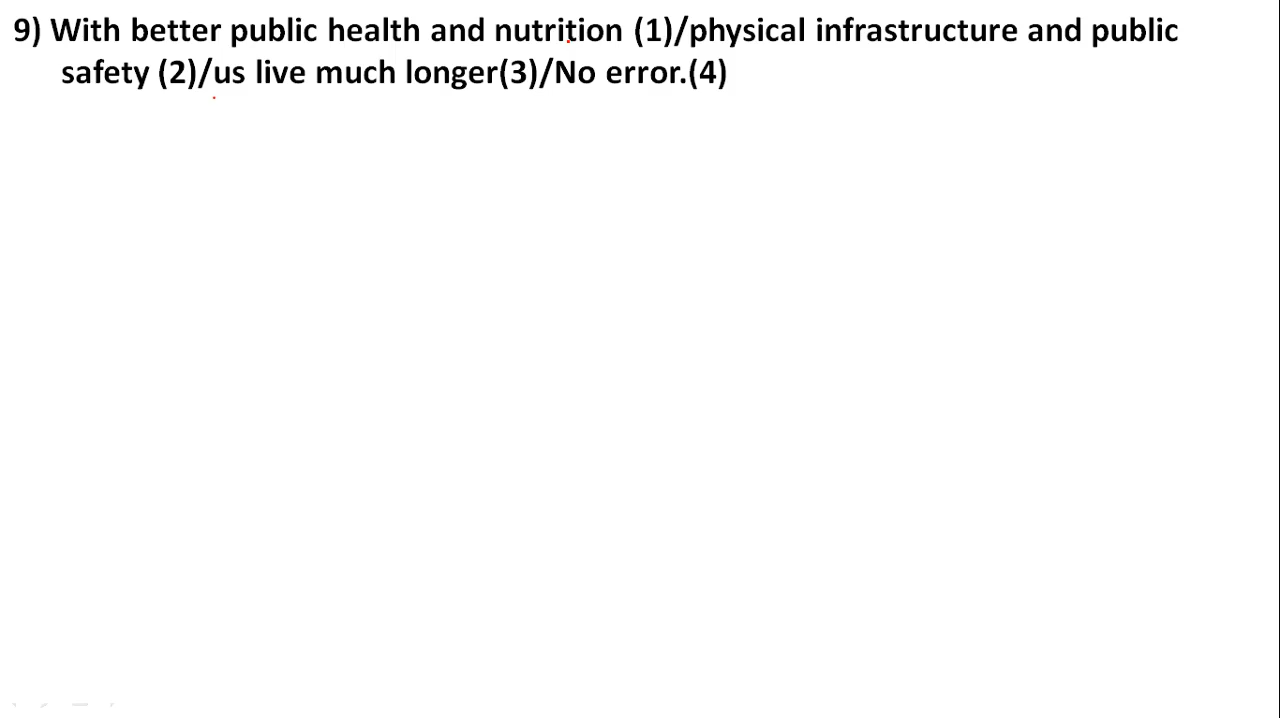 9) With better public health and nutrition (1)/physical infrastructure and public
safety (2)/us live much longer(3)/No error.(4)